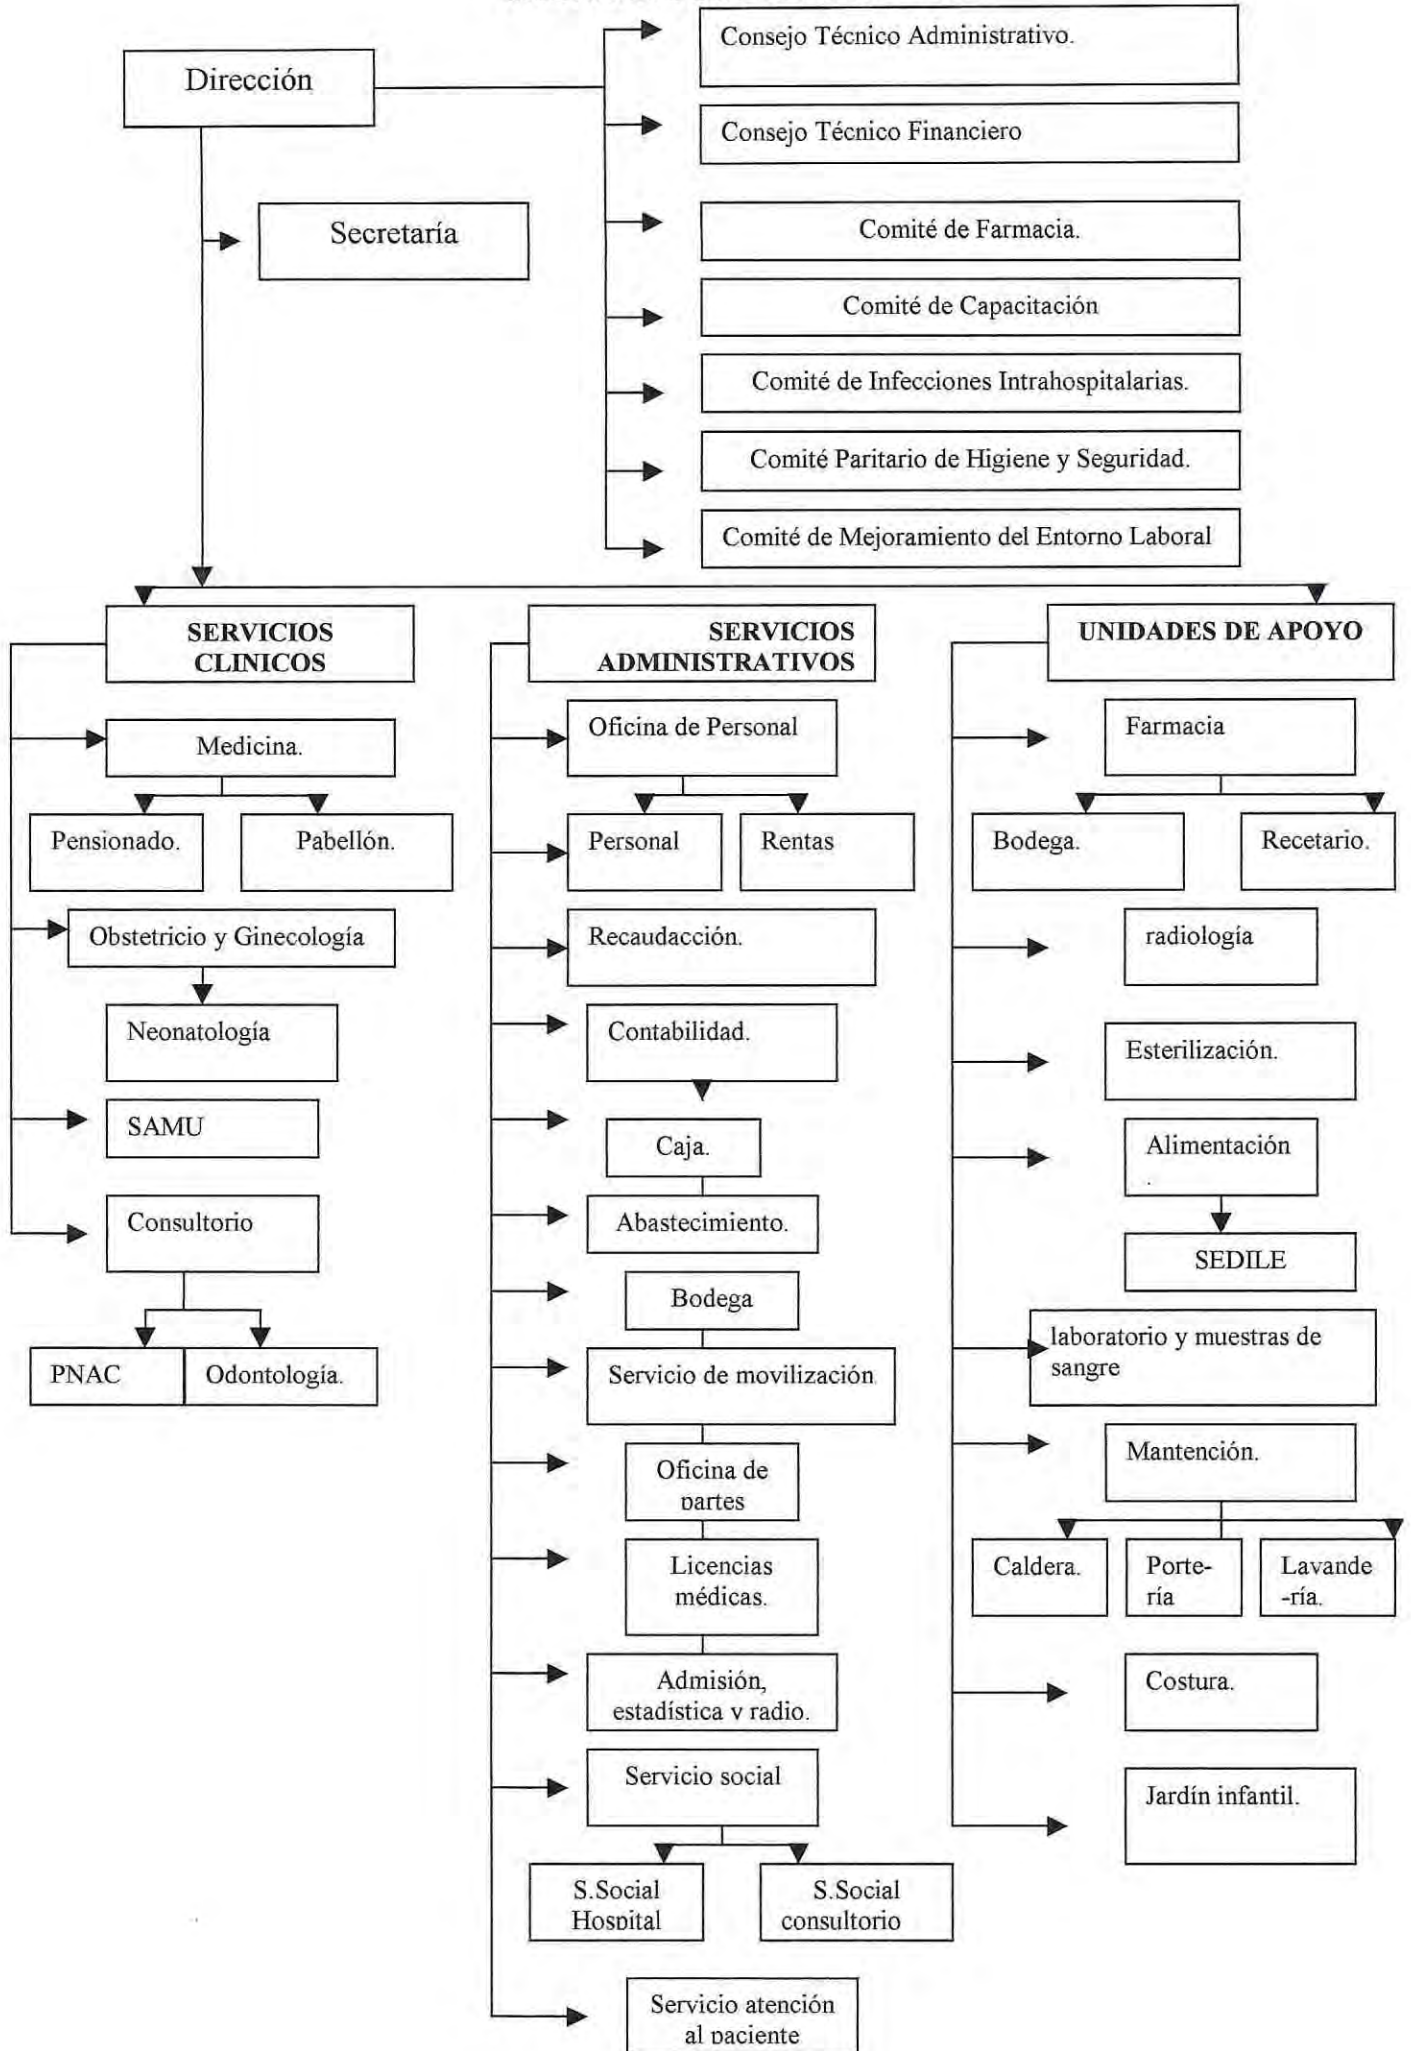 Consejo Técnico Administrativo.
Dirección
Consejo Técnico Financiero
Secretaría
Comité de Farmacia.
Comité de Capacitación
Comité de Infecciones Intrahospitalarias.
Comité Paritario de Higiene y Seguridad.
Comité de Mejoramiento del Entorno Laboral
SERVICIOS
CLINICOS
Medicina.
Pensionado.
Pabellón.
Obstetricio y Ginecología
Neonatología
SAMU
Consultorio
PNAC
Odontología.
SERVICIOS
ADMINISTRATIVOS
Oficina de Personal
Personal
Rentas
Recaudacción.
Contabilidad.
Caja.
Abastecimiento.
Bodega
Servicio de movilización
Oficina de
partes
Licencias
médicas.
Admisión,
estadística y radio.
Servicio social
S.Social
Hospital
S.Social
consultorio
Servicio atención
al paciente
UNIDADES DE APOYO
Farmacia
Bodega.
Recetario.
radiología
Esterilización.
Alimentación
.
SEDILE
laboratorio y muestras de
sangre
Mantención.
Caldera.
Porte-
ría
Lavande
-ría.
Costura.
Jardín infantil.